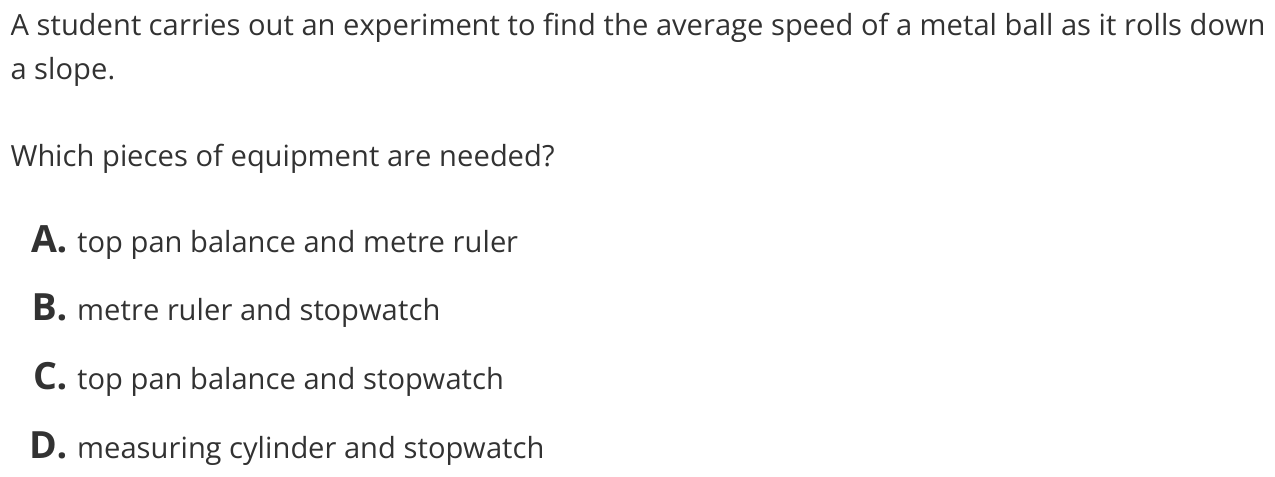 A student carries out an experiment to find the average speed of a metal ball as it rolls down
a slope.
Which pieces of equipment are needed?
A. top pan balance and metre ruler
B. metre ruler and stopwatch
C. top pan balance and stopwatch
D. measuring cylinder and stopwatch